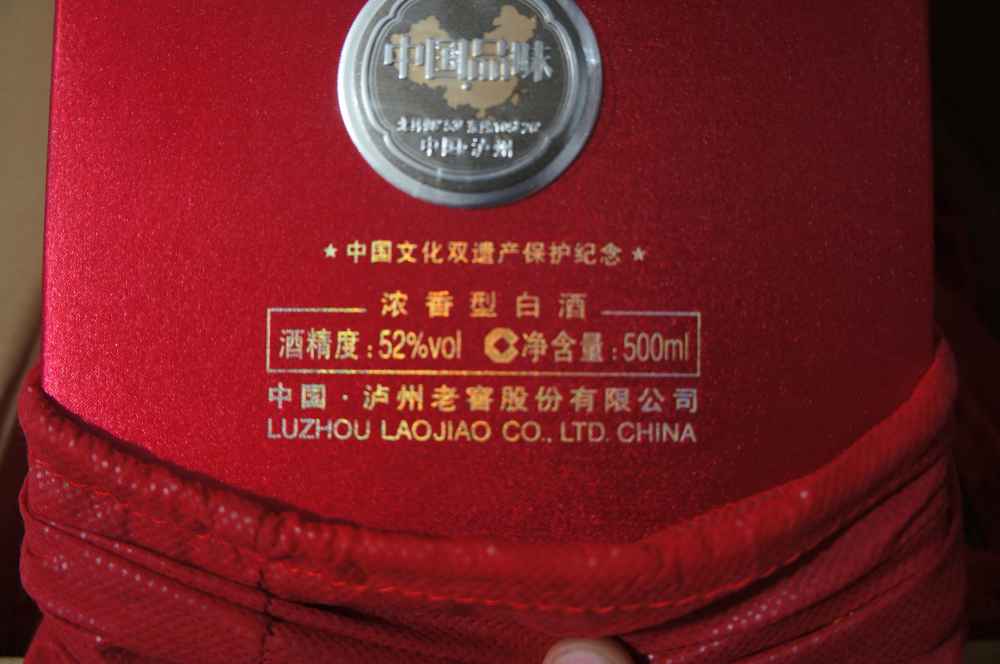 中国品味
中国·泸州
★中国文化双遗产保护纪念★
浓香型白酒
酒精度:52%vol 净含量:500ml
中国·泸州老窖股份有限公司
LUZHOU LAOJIAO CO., LTD. CHINA